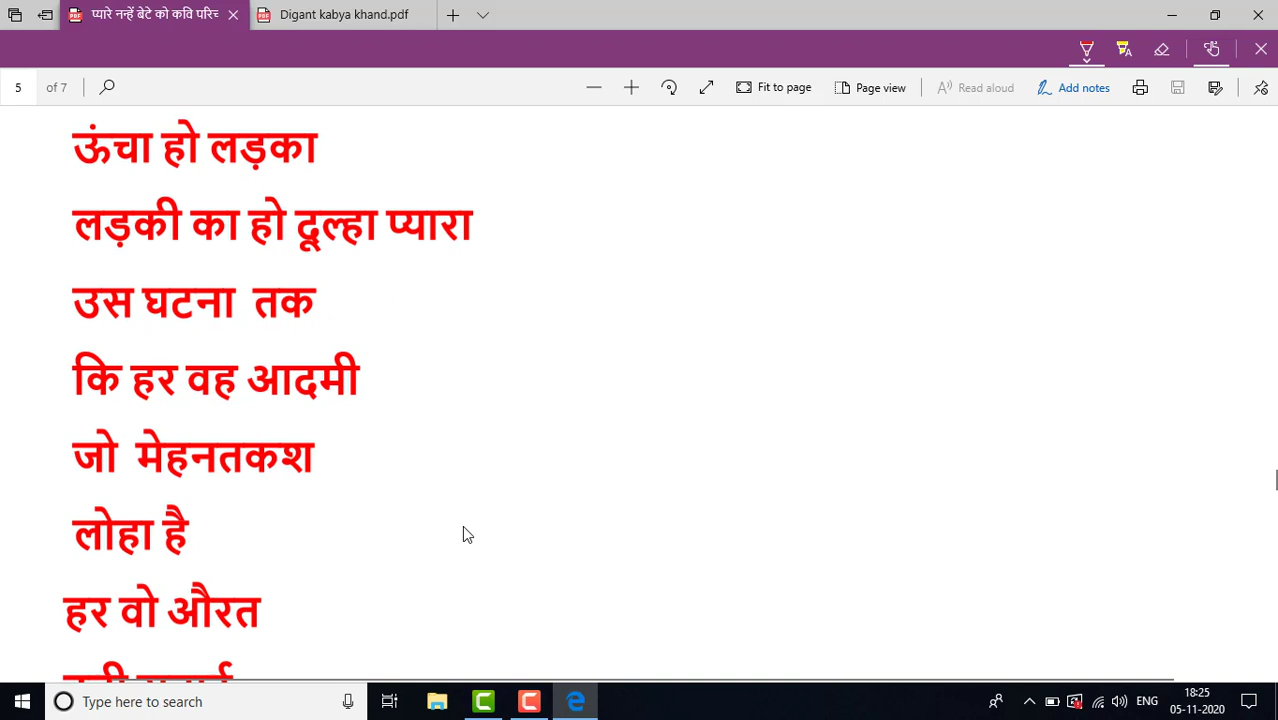 प्यारे नन्हें बेटे को कवि परिच
Digant kabya khand.pdf
5 of 7
Fit to page
Page view
Read aloud
Add notes
ऊंचा हो लड़का
लड़की का हो दूल्हा प्यारा
उस घटना तक
कि हर वह आदमी
जो मेहनतकश
लोहा है
हर वो औरत
Type here to search
ENG
18:25
05-11-2020